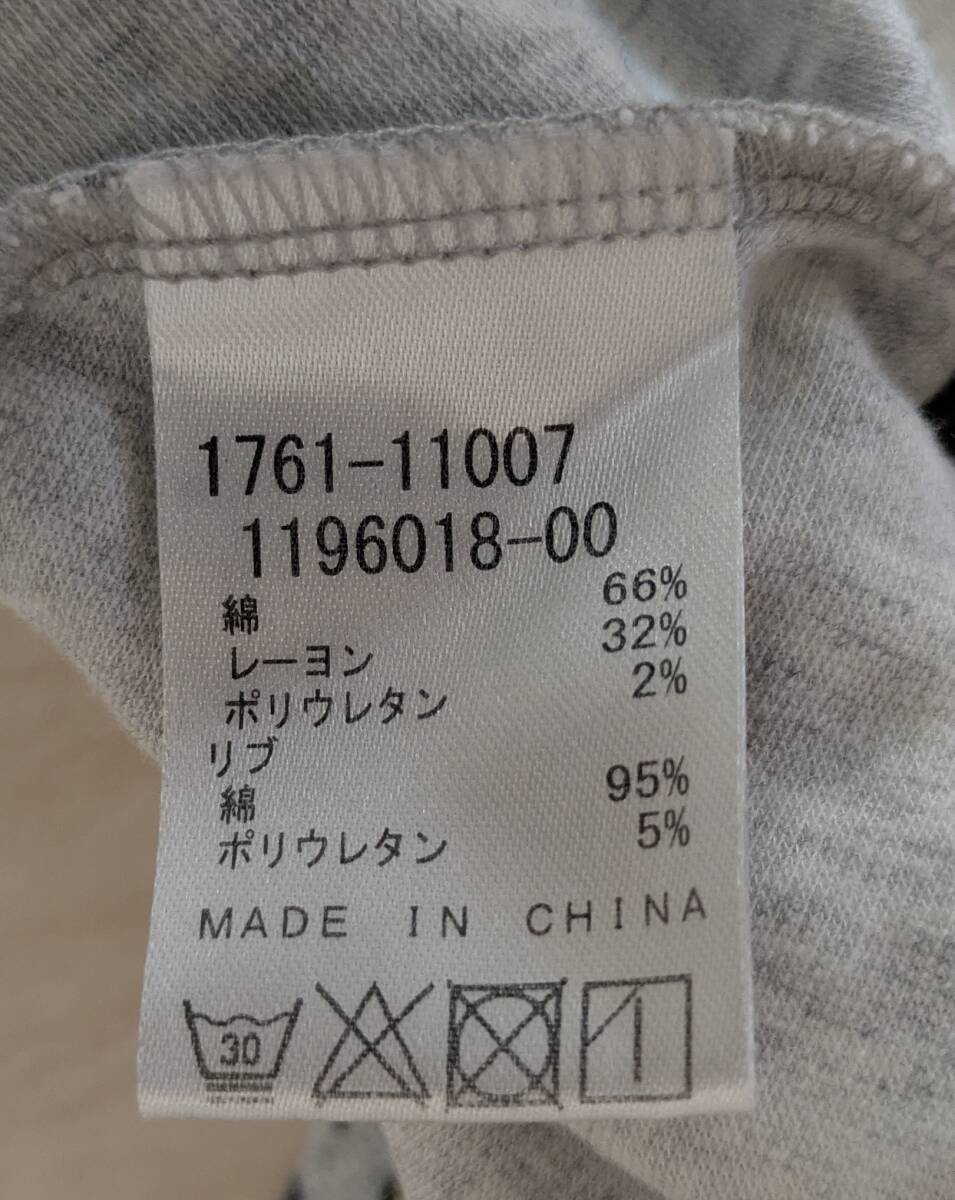 1761-11007
1196018-00
綿 66%
レーヨン 32%
ポリウレタン 2%
リブ
綿 95%
ポリウレタン 5%
MADE IN CHINA
30